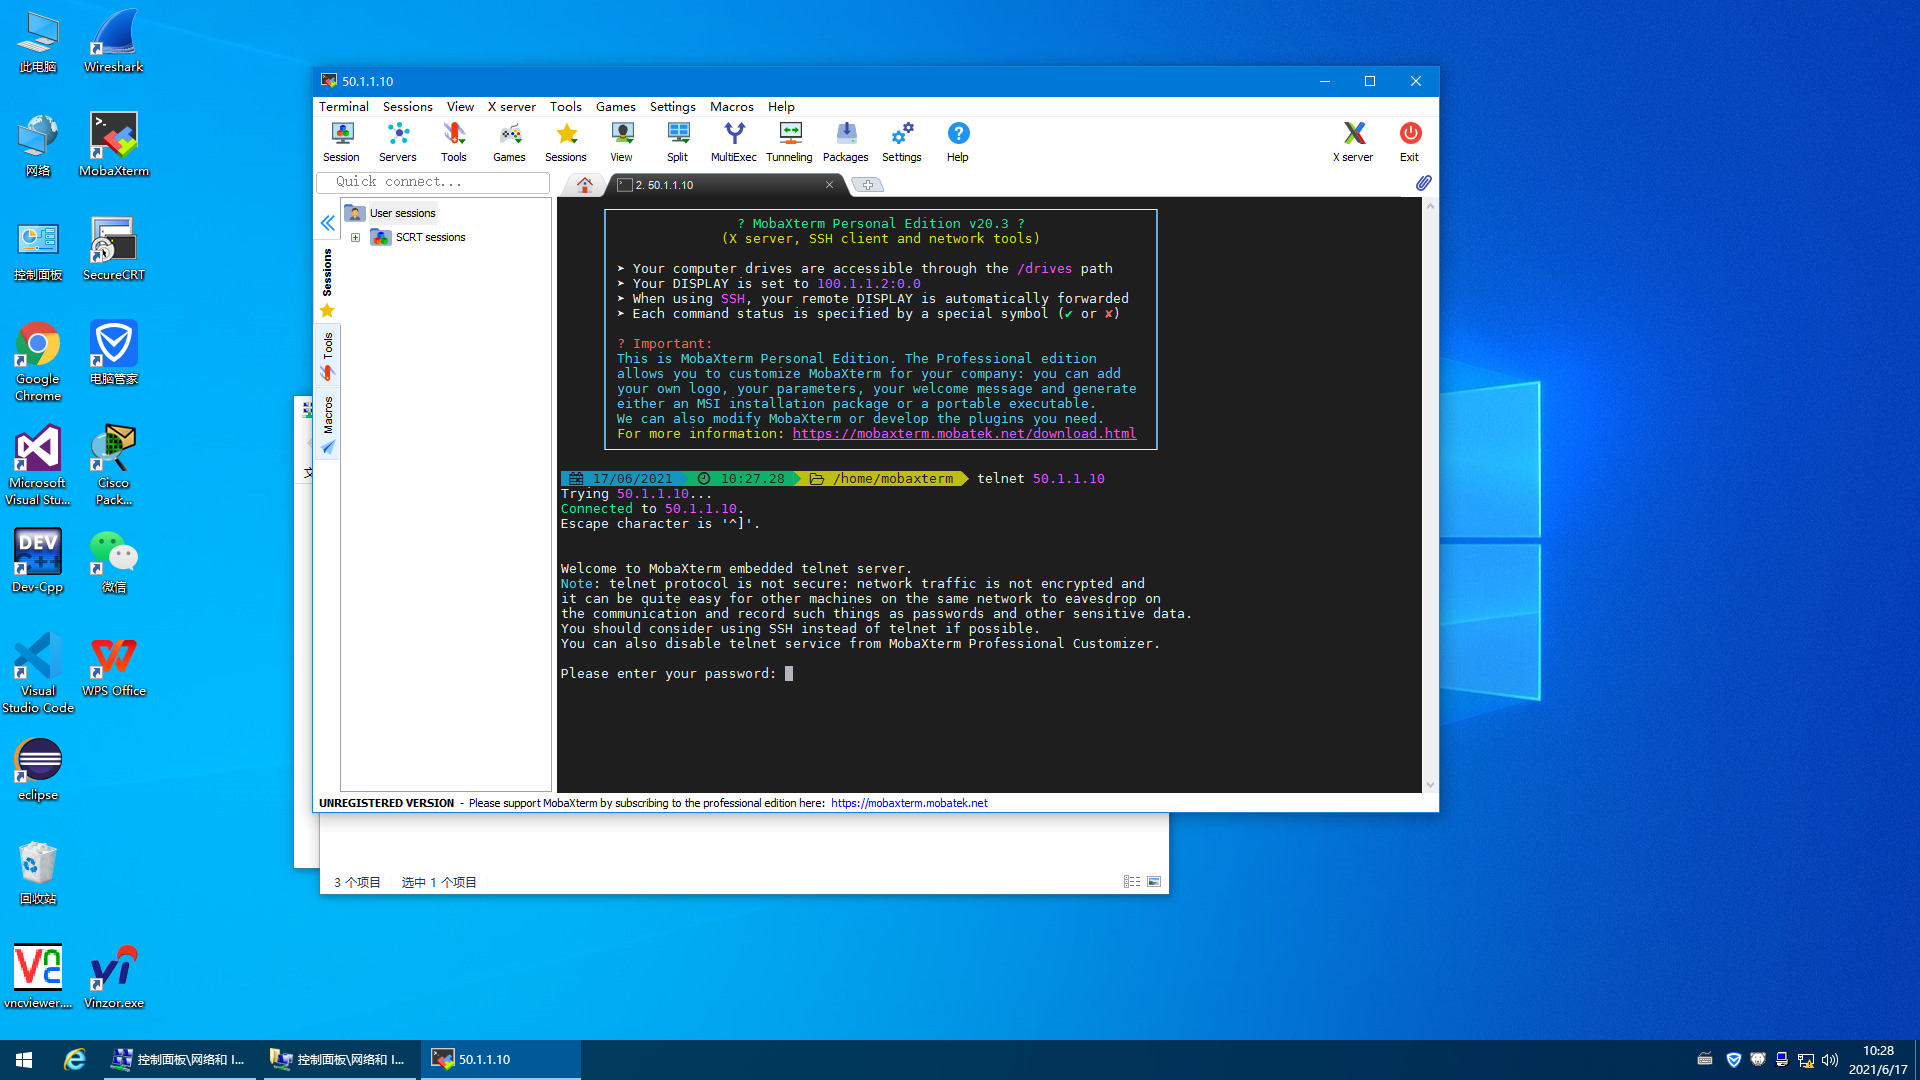 此电脑
Wireshark
网络
MobaXterm
控制面板
SecureCRT
Google Chrome
电脑管家
Microsoft Visual Stu...
Cisco Pack...
Dev-Cpp
微信
Visual Studio Code
WPS Office
eclipse
回收站
vncviewer....
Vinzor.exe
50.1.1.10
Terminal Sessions View X server Tools Games Settings Macros Help
Session Servers Tools Games Sessions View Split MultiExec Tunneling Packages Settings Help X server Exit
Quick connect...
2. 50.1.1.10
User sessions
SCRT sessions
Sessions
Tools
Macros
? MobaXterm Personal Edition v20.3 ?
(X server, SSH client and network tools)
➤ Your computer drives are accessible through the /drives path
➤ Your DISPLAY is set to 100.1.1.2:0.0
➤ When using SSH, your remote DISPLAY is automatically forwarded
➤ Each command status is specified by a special symbol (✔ or ✘)
? Important:
This is MobaXterm Personal Edition. The Professional edition
allows you to customize MobaXterm for your company: you can add
your own logo, your parameters, your welcome message and generate
either an MSI installation package or a portable executable.
We can also modify MobaXterm or develop the plugins you need.
For more information: https://mobaxterm.mobatek.net/download.html
17/06/2021 10:27.28 /home/mobaxterm telnet 50.1.1.10
Trying 50.1.1.10...
Connected to 50.1.1.10.
Escape character is '^]'.
Welcome to MobaXterm embedded telnet server.
Note: telnet protocol is not secure: network traffic is not encrypted and
it can be quite easy for other machines on the same network to eavesdrop on
the communication and record such things as passwords and other sensitive data.
You should consider using SSH instead of telnet if possible.
You can also disable telnet service from MobaXterm Professional Customizer.
Please enter your password:
UNREGISTERED VERSION - Please support MobaXterm by subscribing to the professional edition here: https://mobaxterm.mobatek.net
3 个项目 选中 1 个项目
控制面板\网络和 I...
控制面板\网络和 I...
50.1.1.10
10:28
2021/6/17